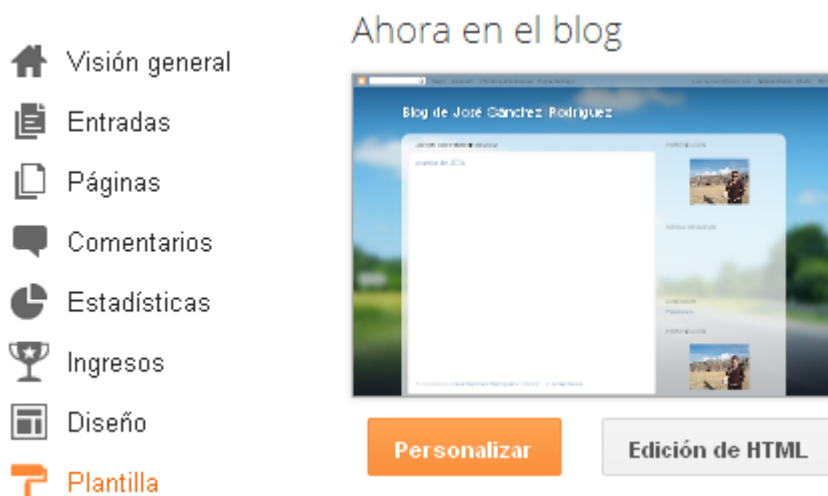 Visión general
Entradas
Páginas
Comentarios
Estadísticas
Ingresos
Diseño
Plantilla
Ahora en el blog
Blog de José Sánchez Rodríguez
Personalizar
Edición de HTML